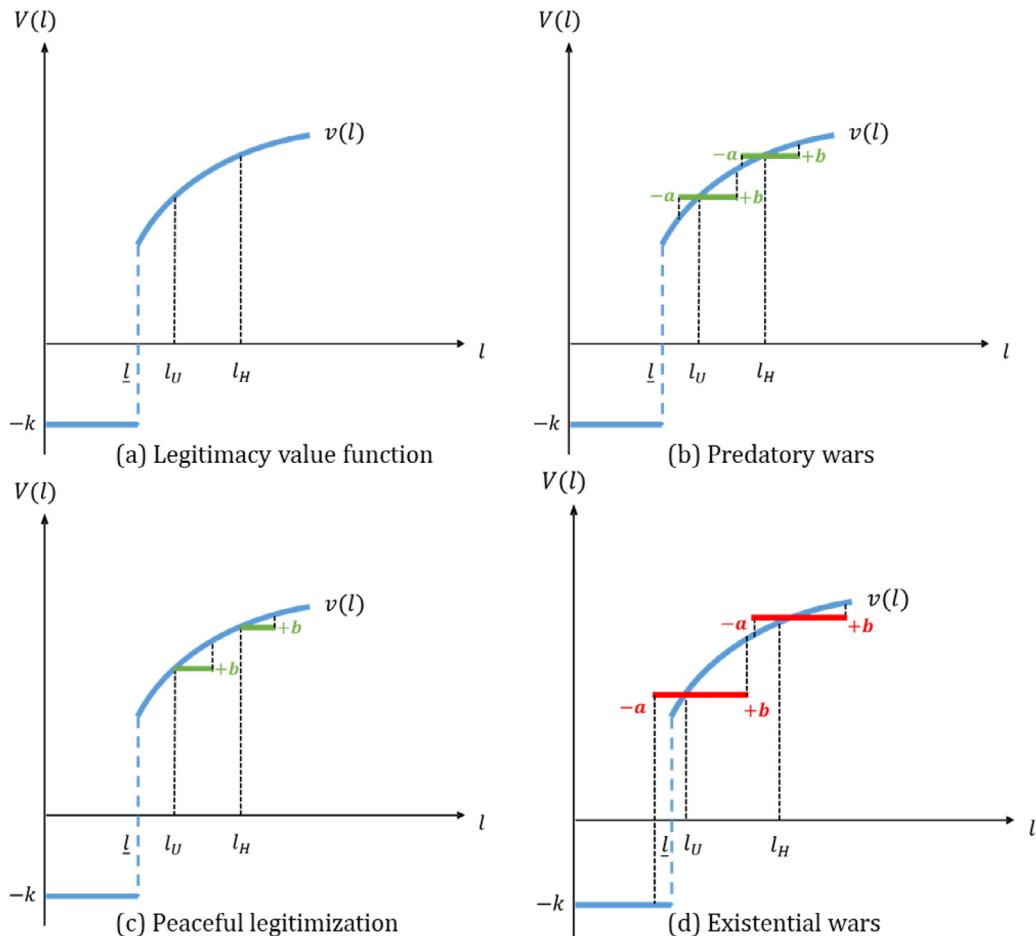 V(l)
v(l)
l̲
l_U
l_H
l
−k
(a) Legitimacy value function
V(l)
v(l)
−a
+b
−a
+b
l̲
l_U
l_H
l
−k
(b) Predatory wars
V(l)
v(l)
+b
+b
l̲
l_U
l_H
l
−k
(c) Peaceful legitimization
V(l)
v(l)
−a
+b
−a
+b
l̲
l_U
l_H
l
−k
(d) Existential wars